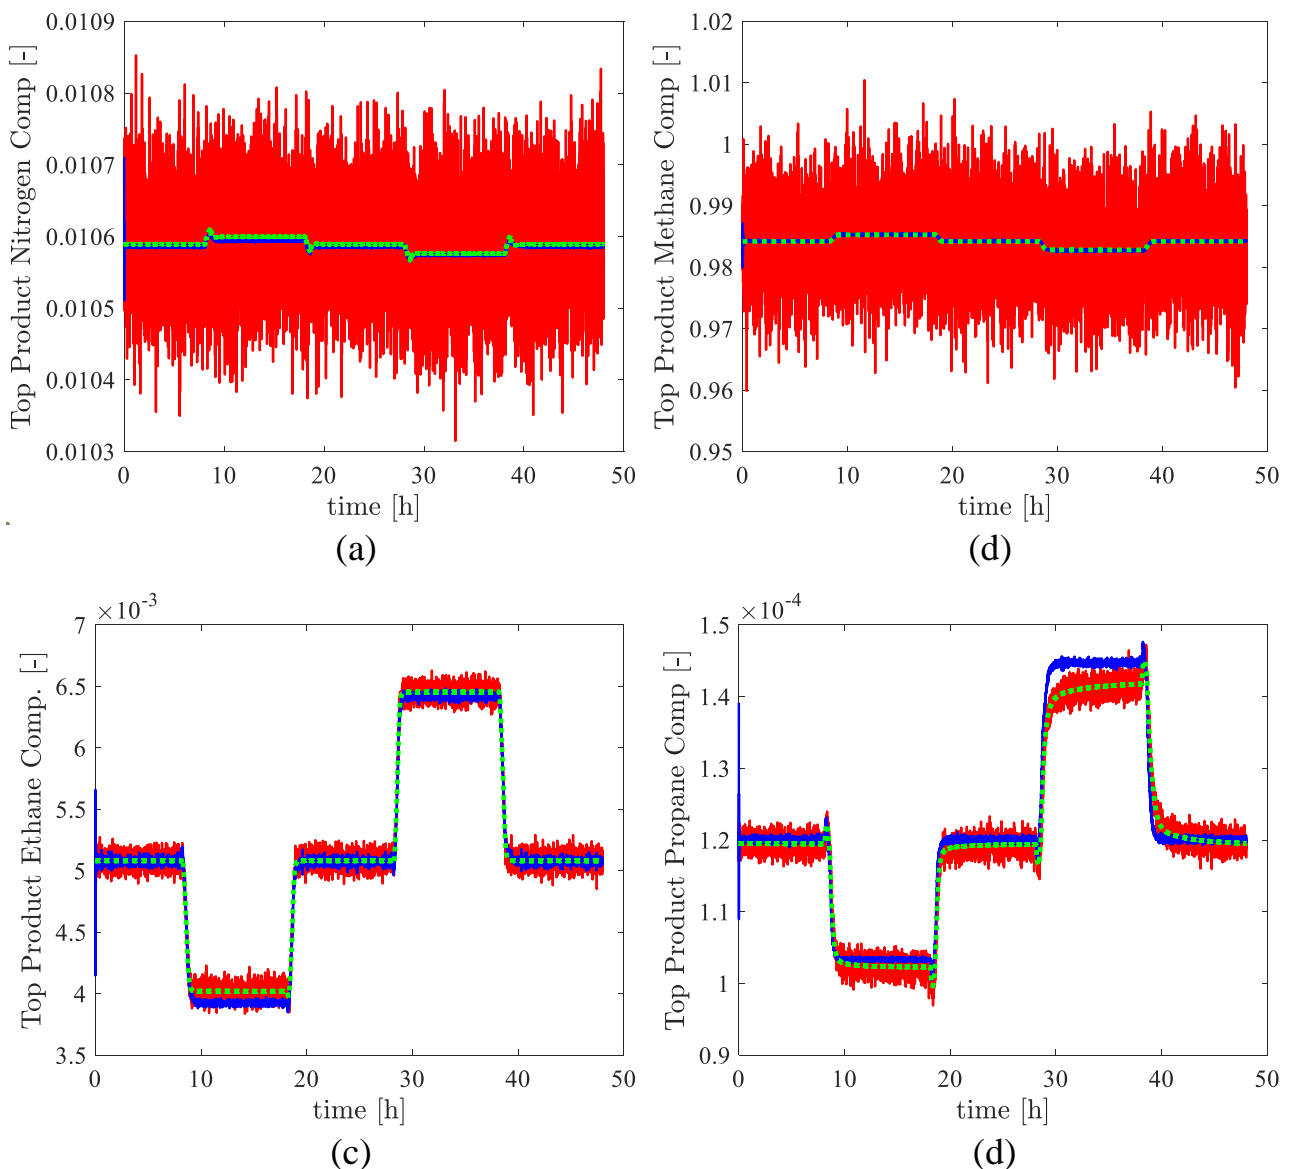 0.0109
0.0108
0.0107
0.0106
0.0105
0.0104
0.0103
Top Product Nitrogen Comp [-]
0 10 20 30 40 50
time [h]
(a)
1.02
1.01
1
0.99
0.98
0.97
0.96
0.95
Top Product Methane Comp [-]
0 10 20 30 40 50
time [h]
(d)
×10-3
7
6.5
6
5.5
5
4.5
4
3.5
Top Product Ethane Comp. [-]
0 10 20 30 40 50
time [h]
(c)
×10-4
1.5
1.4
1.3
1.2
1.1
1
0.9
Top Product Propane Comp [-]
0 10 20 30 40 50
time [h]
(d)